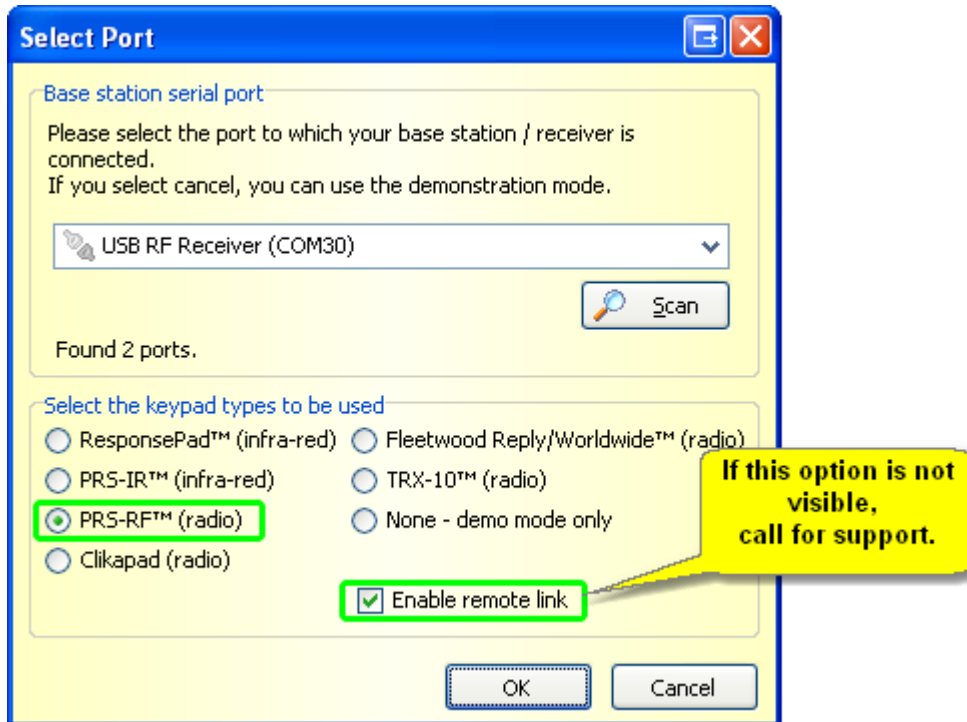 Select Port
Base station serial port
Please select the port to which your base station / receiver is
connected.
If you select cancel, you can use the demonstration mode.
USB RF Receiver (COM30)
Scan
Found 2 ports.
Select the keypad types to be used
ResponsePad™ (infra-red)
Fleetwood Reply/Worldwide™ (radio)
PRS-IR™ (infra-red)
TRX-10™ (radio)
PRS-RF™ (radio)
None - demo mode only
Clikapad (radio)
Enable remote link
If this option is not
visible,
call for support.
OK
Cancel